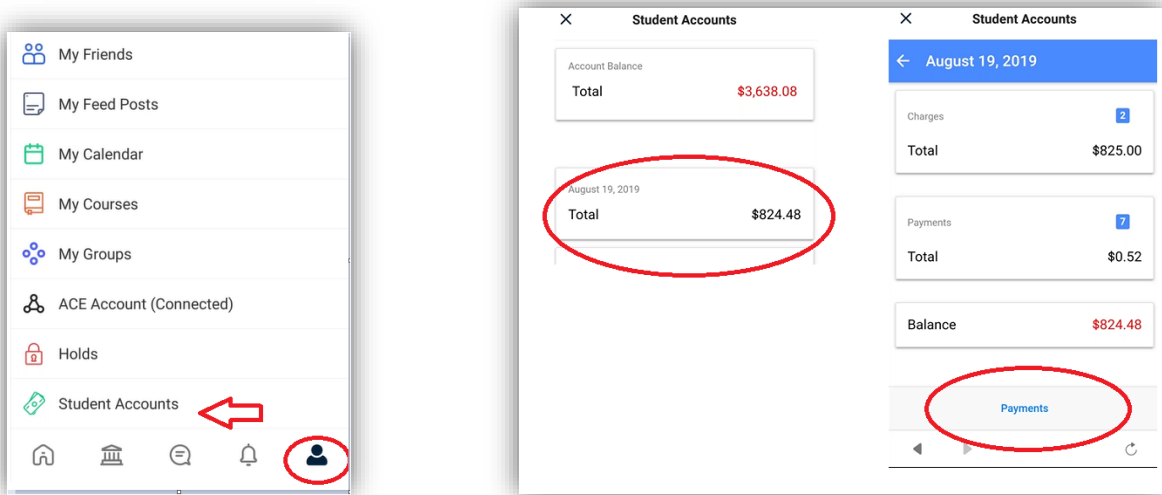 My Friends
My Feed Posts
My Calendar
My Courses
My Groups
ACE Account (Connected)
Holds
Student Accounts
Student Accounts
Account Balance
Total $3,638.08
August 19, 2019
Total $824.48
Student Accounts
August 19, 2019
Charges 2
Total $825.00
Payments 7
Total $0.52
Balance $824.48
Payments